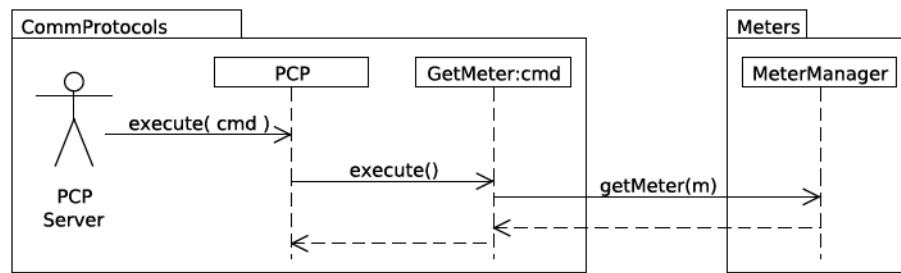 CommProtocols
Meters
PCP
GetMeter:cmd
MeterManager
execute( cmd )
execute()
getMeter(m)
PCP
Server